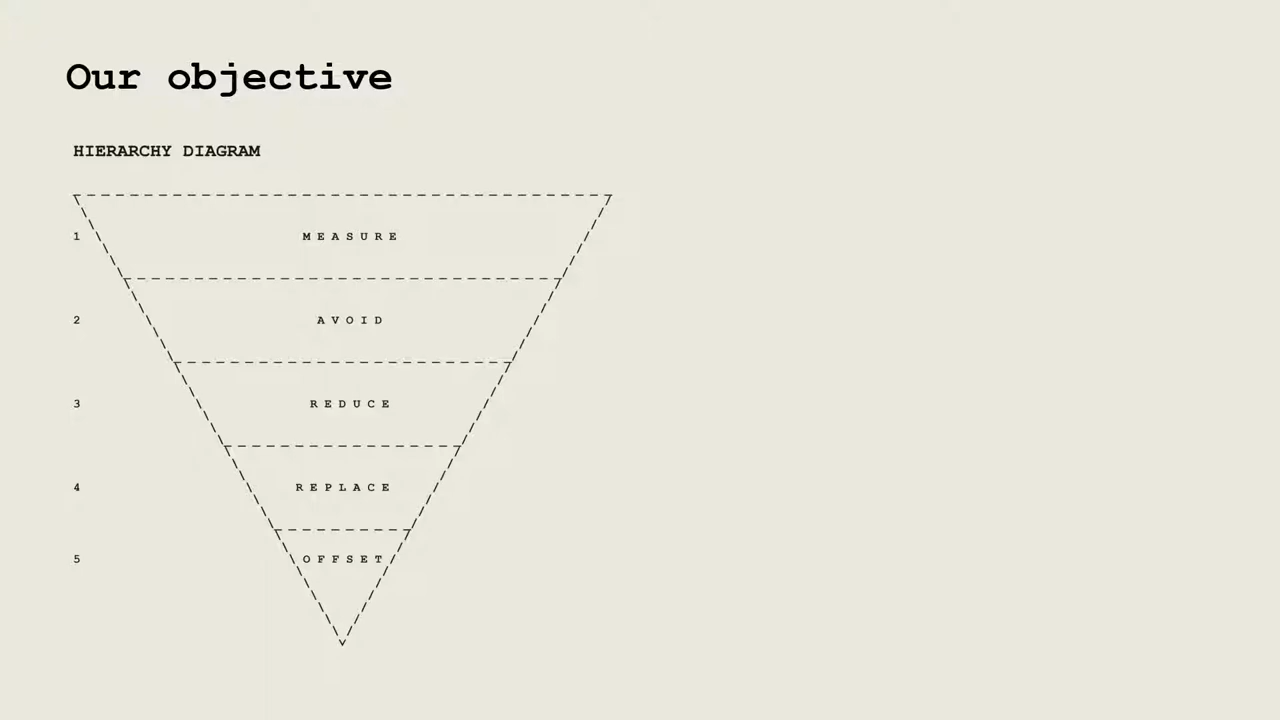 Our objective
HIERARCHY DIAGRAM
1 MEASURE
2 AVOID
3 REDUCE
4 REPLACE
5 OFFSET